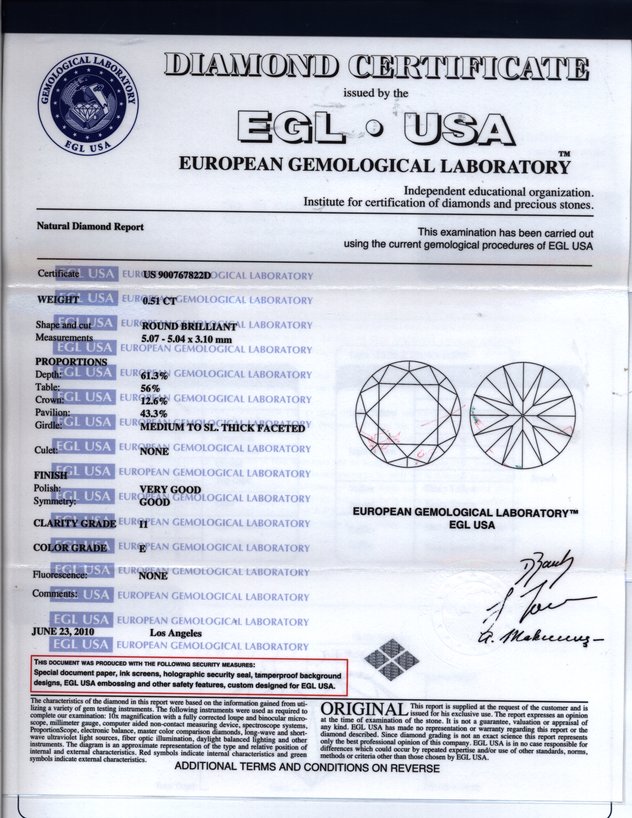 GEMOLOGICAL LABORATORY
EGL USA
DIAMOND CERTIFICATE
issued by the
EGL • USA
EUROPEAN GEMOLOGICAL LABORATORY™
Independent educational organization.
Institute for certification of diamonds and precious stones.
Natural Diamond Report
This examination has been carried out
using the current gemological procedures of EGL USA
Certificate US 900767822D
WEIGHT 0.51 CT
Shape and cut ROUND BRILLIANT
Measurements 5.07 - 5.04 x 3.10 mm
PROPORTIONS
Depth: 61.3%
Table: 56%
Crown: 12.6%
Pavilion: 43.3%
Girdle: MEDIUM TO SL. THICK FACETED
Culet: NONE
FINISH
Polish: VERY GOOD
Symmetry: GOOD
CLARITY GRADE I1
COLOR GRADE E
Fluorescence: NONE
Comments:
JUNE 23, 2010 Los Angeles
EGL USA EUROPEAN GEMOLOGICAL LABORATORY
EUROPEAN GEMOLOGICAL LABORATORY™
EGL USA
THIS DOCUMENT WAS PRODUCED WITH THE FOLLOWING SECURITY MEASURES:
Special document paper, ink screens, holographic security seal, tamperproof background
designs, EGL USA embossing and other safety features, custom designed for EGL USA.
The characteristics of the diamond in this report were based on the information gained from uti-
lizing a variety of gem testing instruments. The following instruments were used as required to
complete our examination: 10x magnification with a fully corrected loupe and binocular micro-
scope, millimeter gauge, computer aided non-contact measuring device, spectroscope systems,
ProportionScope, electronic balance, master color comparison diamonds, long-wave and short-
wave ultraviolet light sources, fiber optic illumination, daylight balanced lighting and other
instruments. The diagram is an approximate representation of the type and relative position of
internal and external characteristics. Red symbols indicate internal characteristics and green
symbols indicate external characteristics.
ORIGINAL This report is supplied at the request of the customer and is
issued for his exclusive use. The report expresses an opinion
at the time of examination of the stone. It is not a guarantee, valuation or appraisal of
any kind. EGL USA has made no representation or warranty regarding this report or the
diamond described. Since diamond grading is not an exact science this report represents
only the best professional opinion of this company. EGL USA is in no case responsible for
differences which could occur by repeated expertise and/or use of other standards, norms,
methods or criteria other than those chosen by EGL USA.
ADDITIONAL TERMS AND CONDITIONS ON REVERSE